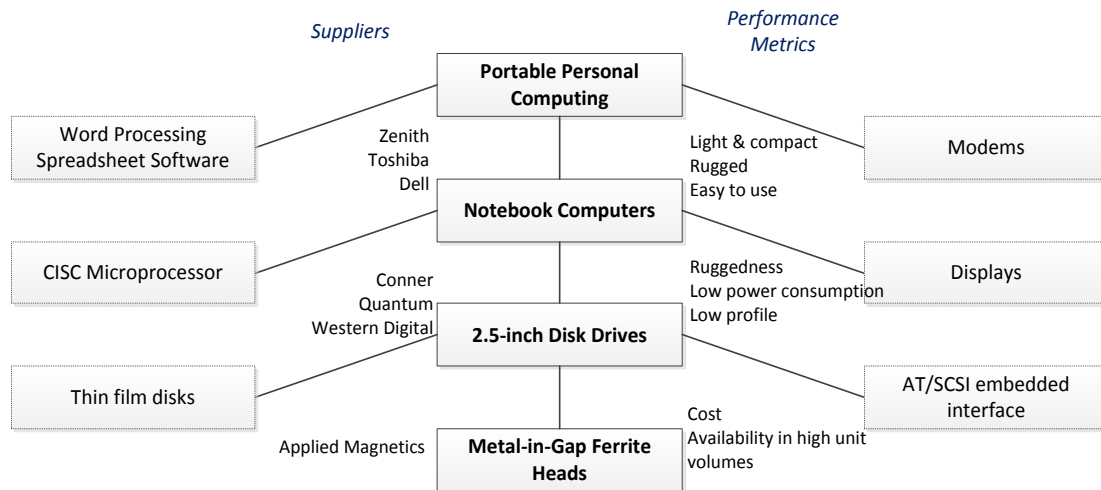 Suppliers
Performance
Metrics
Portable Personal
Computing
Word Processing
Spreadsheet Software
Zenith
Toshiba
Dell
Light & compact
Rugged
Easy to use
Modems
Notebook Computers
CISC Microprocessor
Conner
Quantum
Western Digital
Ruggedness
Low power consumption
Low profile
Displays
2.5-inch Disk Drives
Thin film disks
AT/SCSI embedded
interface
Applied Magnetics
Metal-in-Gap Ferrite
Heads
Cost
Availability in high unit
volumes